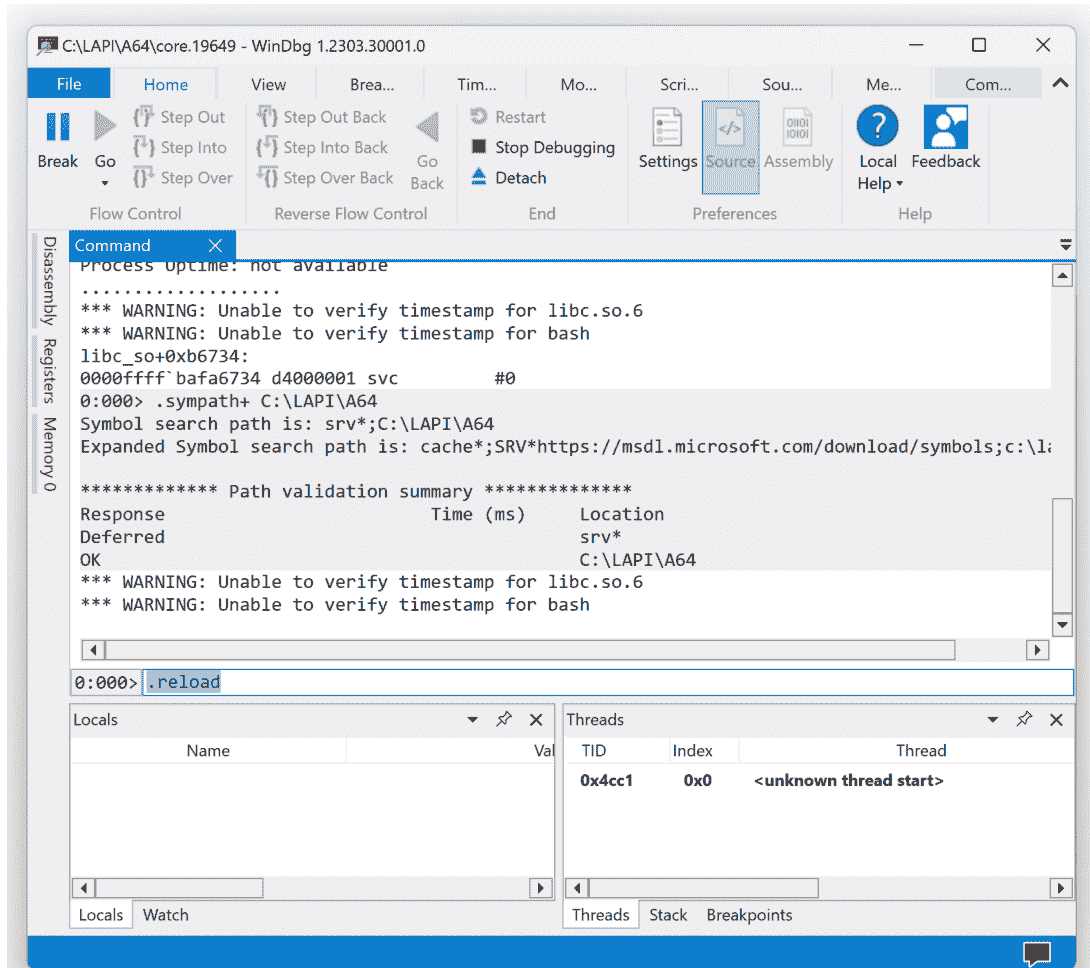 C:\LAPI\A64\core.19649 - WinDbg 1.2303.30001.0
File Home View Brea... Tim... Mo... Scri... Sou... Me... Com...
Break
Go
Step Out
Step Into
Step Over
Flow Control
Step Out Back
Step Into Back
Step Over Back
Go Back
Reverse Flow Control
Restart
Stop Debugging
Detach
End
Settings Source Assembly
Preferences
Local Help
Feedback
Help
Disassembly
Registers
Memory 0
Command
Process Uptime: not available
...................
*** WARNING: Unable to verify timestamp for libc.so.6
*** WARNING: Unable to verify timestamp for bash
libc_so+0xb6734:
0000ffff`bafa6734 d4000001 svc #0
0:000> .sympath+ C:\LAPI\A64
Symbol search path is: srv*;C:\LAPI\A64
Expanded Symbol search path is: cache*;SRV*https://msdl.microsoft.com/download/symbols;c:\la
************* Path validation summary **************
Response Time (ms) Location
Deferred srv*
OK C:\LAPI\A64
*** WARNING: Unable to verify timestamp for libc.so.6
*** WARNING: Unable to verify timestamp for bash
0:000> .reload
Locals
Name Val
Locals Watch
Threads
TID Index Thread
0x4cc1 0x0 <unknown thread start>
Threads Stack Breakpoints